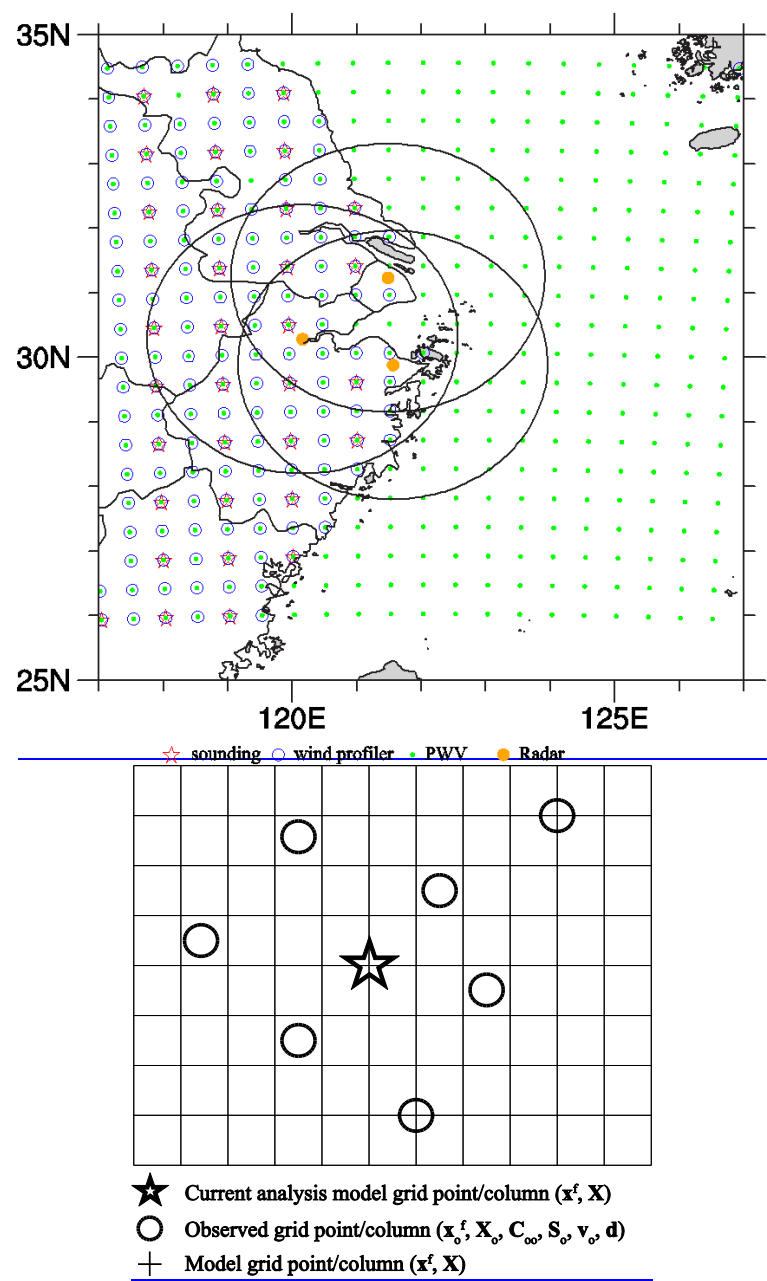 35N
30N
25N
120E 125E
sounding wind profiler PWV Radar
Current analysis model grid point/column (xᶠ, X)
Observed grid point/column (xₒᶠ, Xₒ, Cₒₒ, Sₒ, vₒ, d)
Model grid point/column (xᶠ, X)